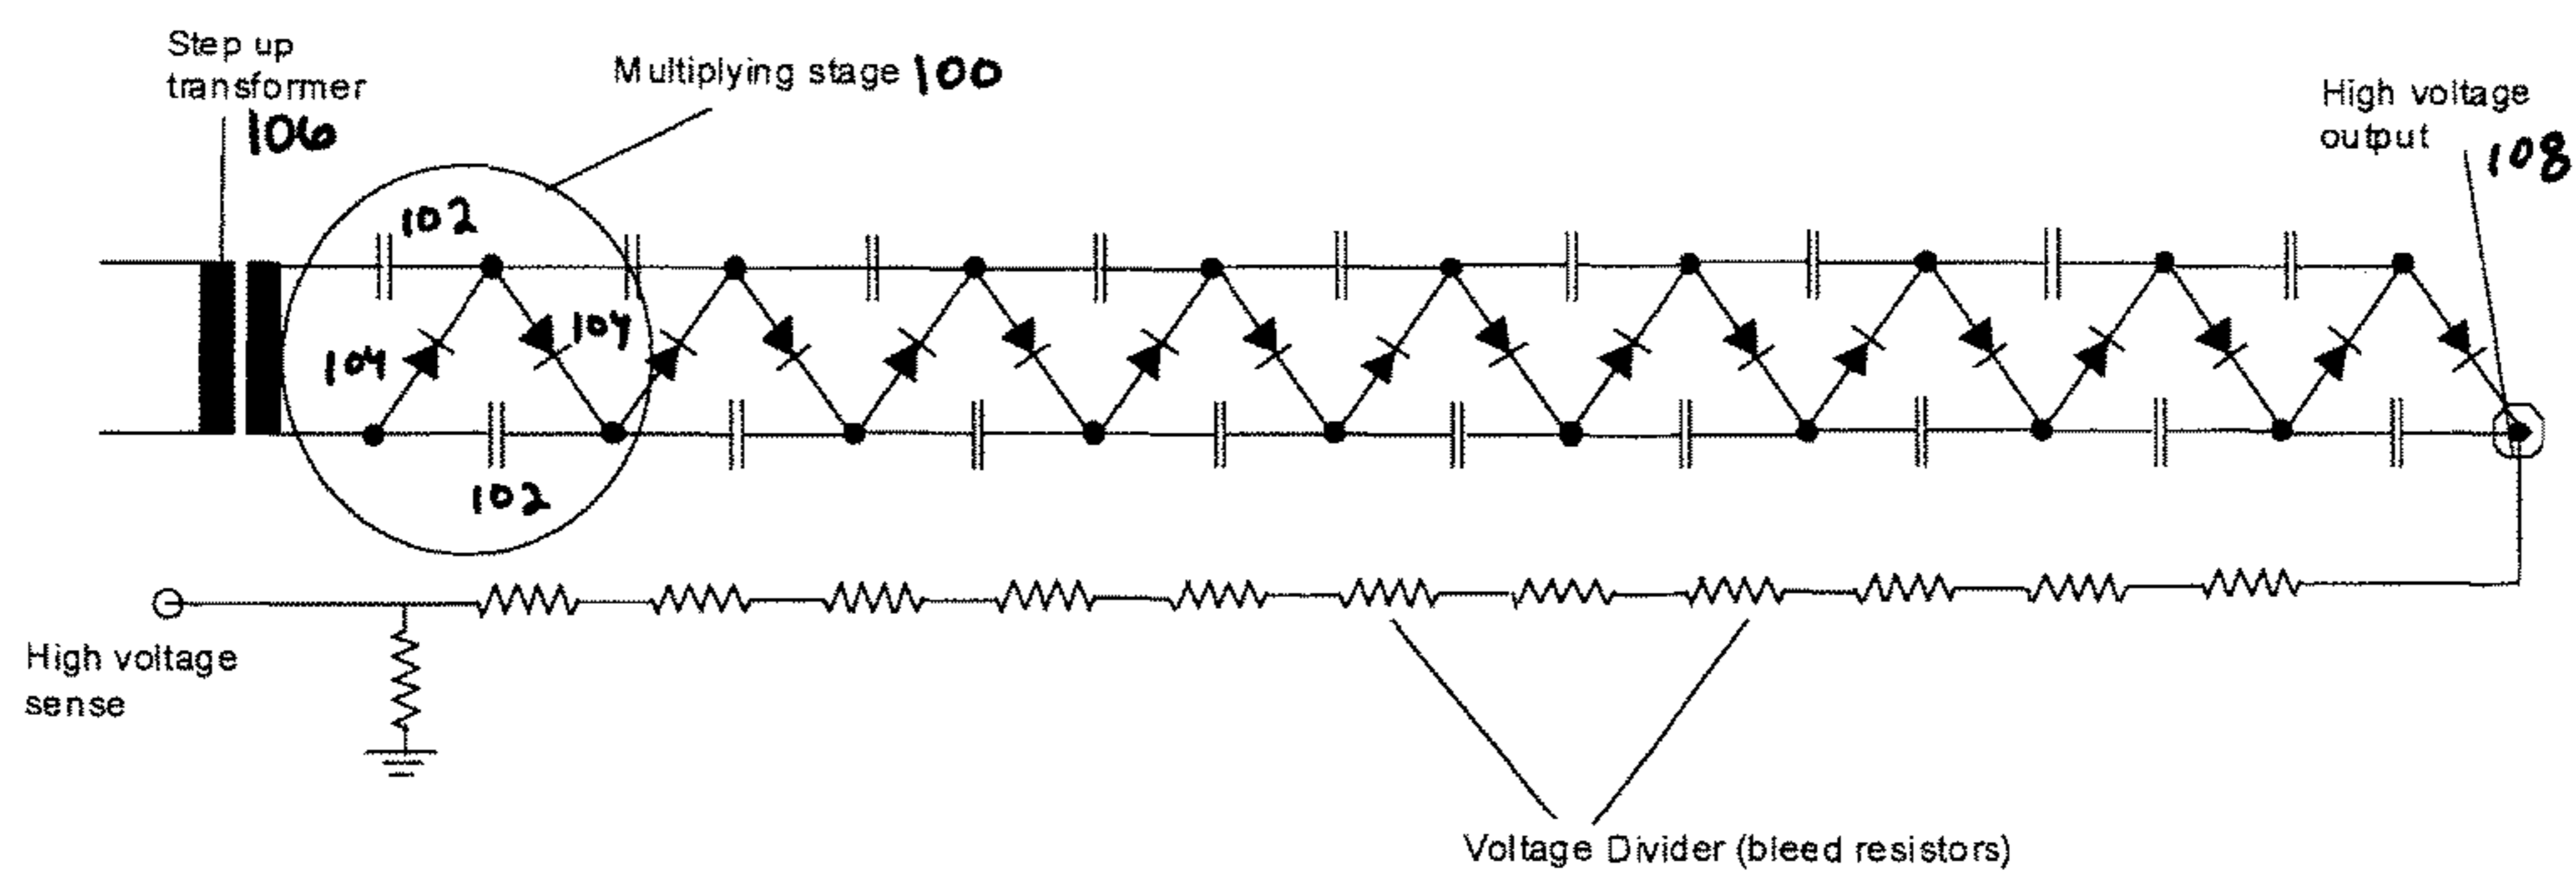 Step up
transformer
106
Multiplying stage 100
High voltage
output
108
102
104
104
102
High voltage
sense
Voltage Divider (bleed resistors)